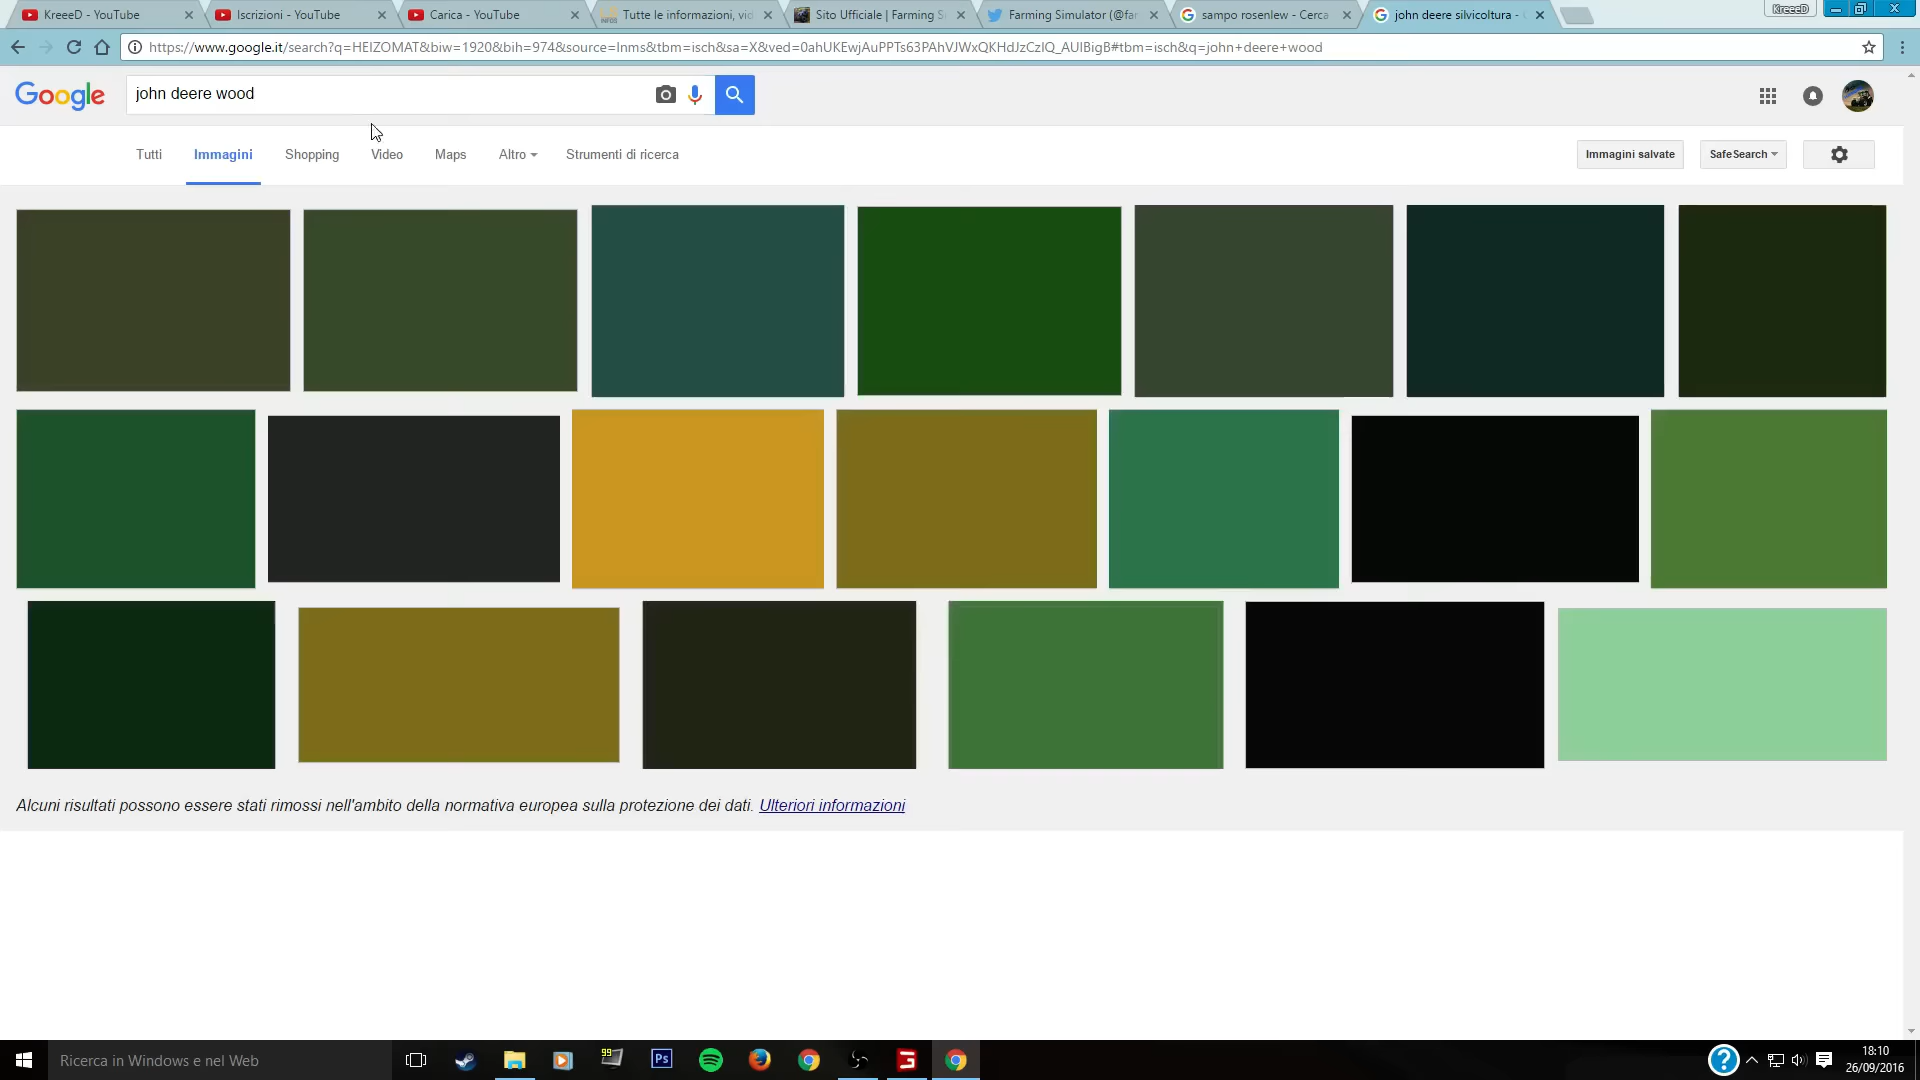 KreeeD - YouTube
Iscrizioni - YouTube
Carica - YouTube
Tutte le informazioni, vid
Sito Ufficiale | Farming S
Farming Simulator (@far
sampo rosenlew - Cerca
john deere silvicoltura -
KreeeD
https://www.google.it/search?q=HEIZOMAT&biw=1920&bih=974&source=lnms&tbm=isch&sa=X&ved=0ahUKEwjAuPPTs63PAhVJWxQKHdJzCzIQ_AUIBigB#tbm=isch&q=john+deere+wood
Google
john deere wood
Tutti
Immagini
Shopping
Video
Maps
Altro
Strumenti di ricerca
Immagini salvate
SafeSearch
Alcuni risultati possono essere stati rimossi nell'ambito della normativa europea sulla protezione dei dati. Ulteriori informazioni
Ricerca in Windows e nel Web
99
Ps
18:10
26/09/2016